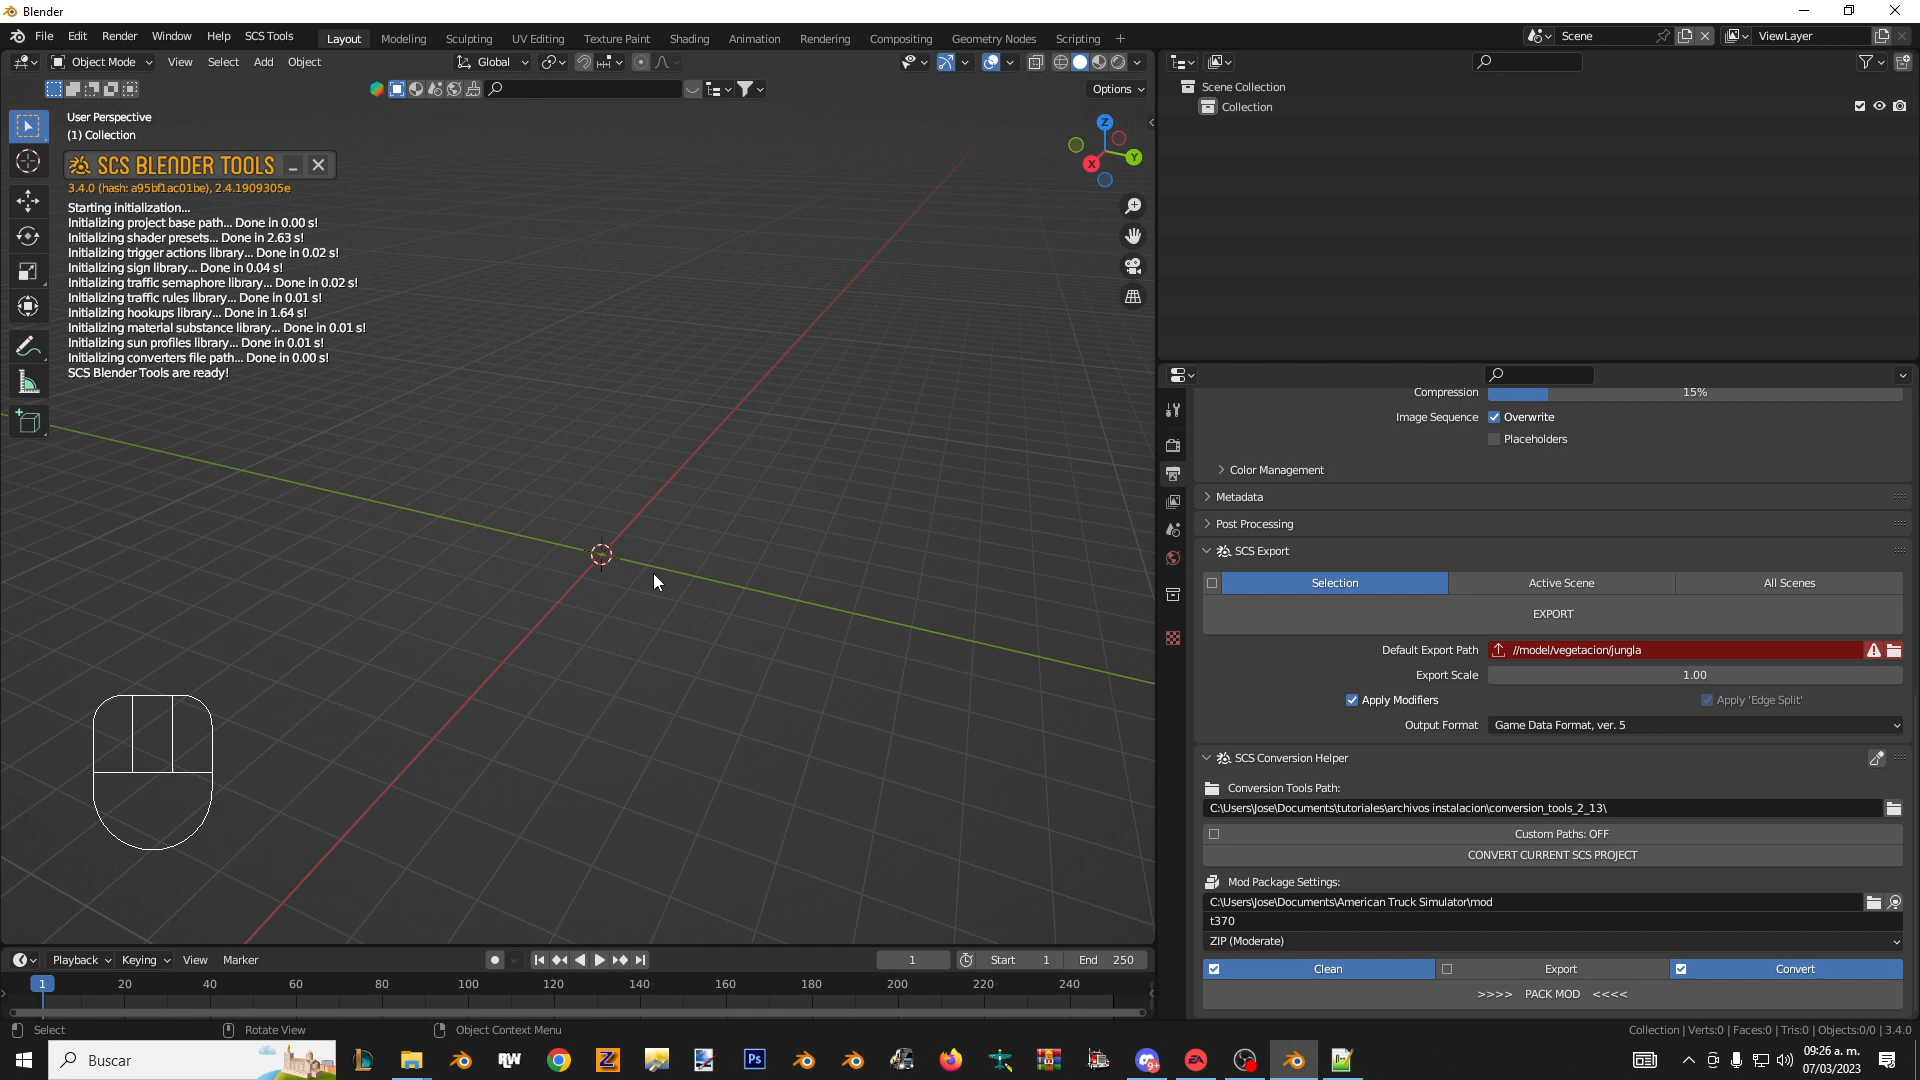 Blender
File Edit Render Window Help SCS Tools Layout Modeling Sculpting UV Editing Texture Paint Shading Animation Rendering Compositing Geometry Nodes Scripting + Scene ViewLayer
Object Mode View Select Add Object Global
Options
User Perspective
(1) Collection
SCS BLENDER TOOLS
3.4.0 (hash: a95bf1ac01be), 2.4.1909305e
Starting initialization...
Initializing project base path... Done in 0.00 s!
Initializing shader presets... Done in 2.63 s!
Initializing trigger actions library... Done in 0.02 s!
Initializing sign library... Done in 0.04 s!
Initializing traffic semaphore library... Done in 0.02 s!
Initializing traffic rules library... Done in 0.01 s!
Initializing hookups library... Done in 1.64 s!
Initializing material substance library... Done in 0.01 s!
Initializing sun profiles library... Done in 0.01 s!
Initializing converters file path... Done in 0.00 s!
SCS Blender Tools are ready!
Z
Y
X
Scene Collection
Collection
Compression 15%
Image Sequence Overwrite
Placeholders
Color Management
Metadata
Post Processing
SCS Export
Selection Active Scene All Scenes
EXPORT
Default Export Path //model/vegetacion/jungla
Export Scale 1.00
Apply Modifiers Apply 'Edge Split'
Output Format Game Data Format, ver. 5
SCS Conversion Helper
Conversion Tools Path:
C:\Users\Jose\Documents\tutoriales\archivos instalacion\conversion_tools_2_13\
Custom Paths: OFF
CONVERT CURRENT SCS PROJECT
Mod Package Settings:
C:\Users\Jose\Documents\American Truck Simulator\mod
t370
ZIP (Moderate)
Clean Export Convert
>>>> PACK MOD <<<<
Playback Keying View Marker 1 Start 1 End 250
1 20 40 60 80 100 120 140 160 180 200 220 240
Select Rotate View Object Context Menu Collection | Verts:0 | Faces:0 | Tris:0 | Objects:0/0 | 3.4.0
Buscar
RW
Ps
EA
09:26 a. m.
07/03/2023